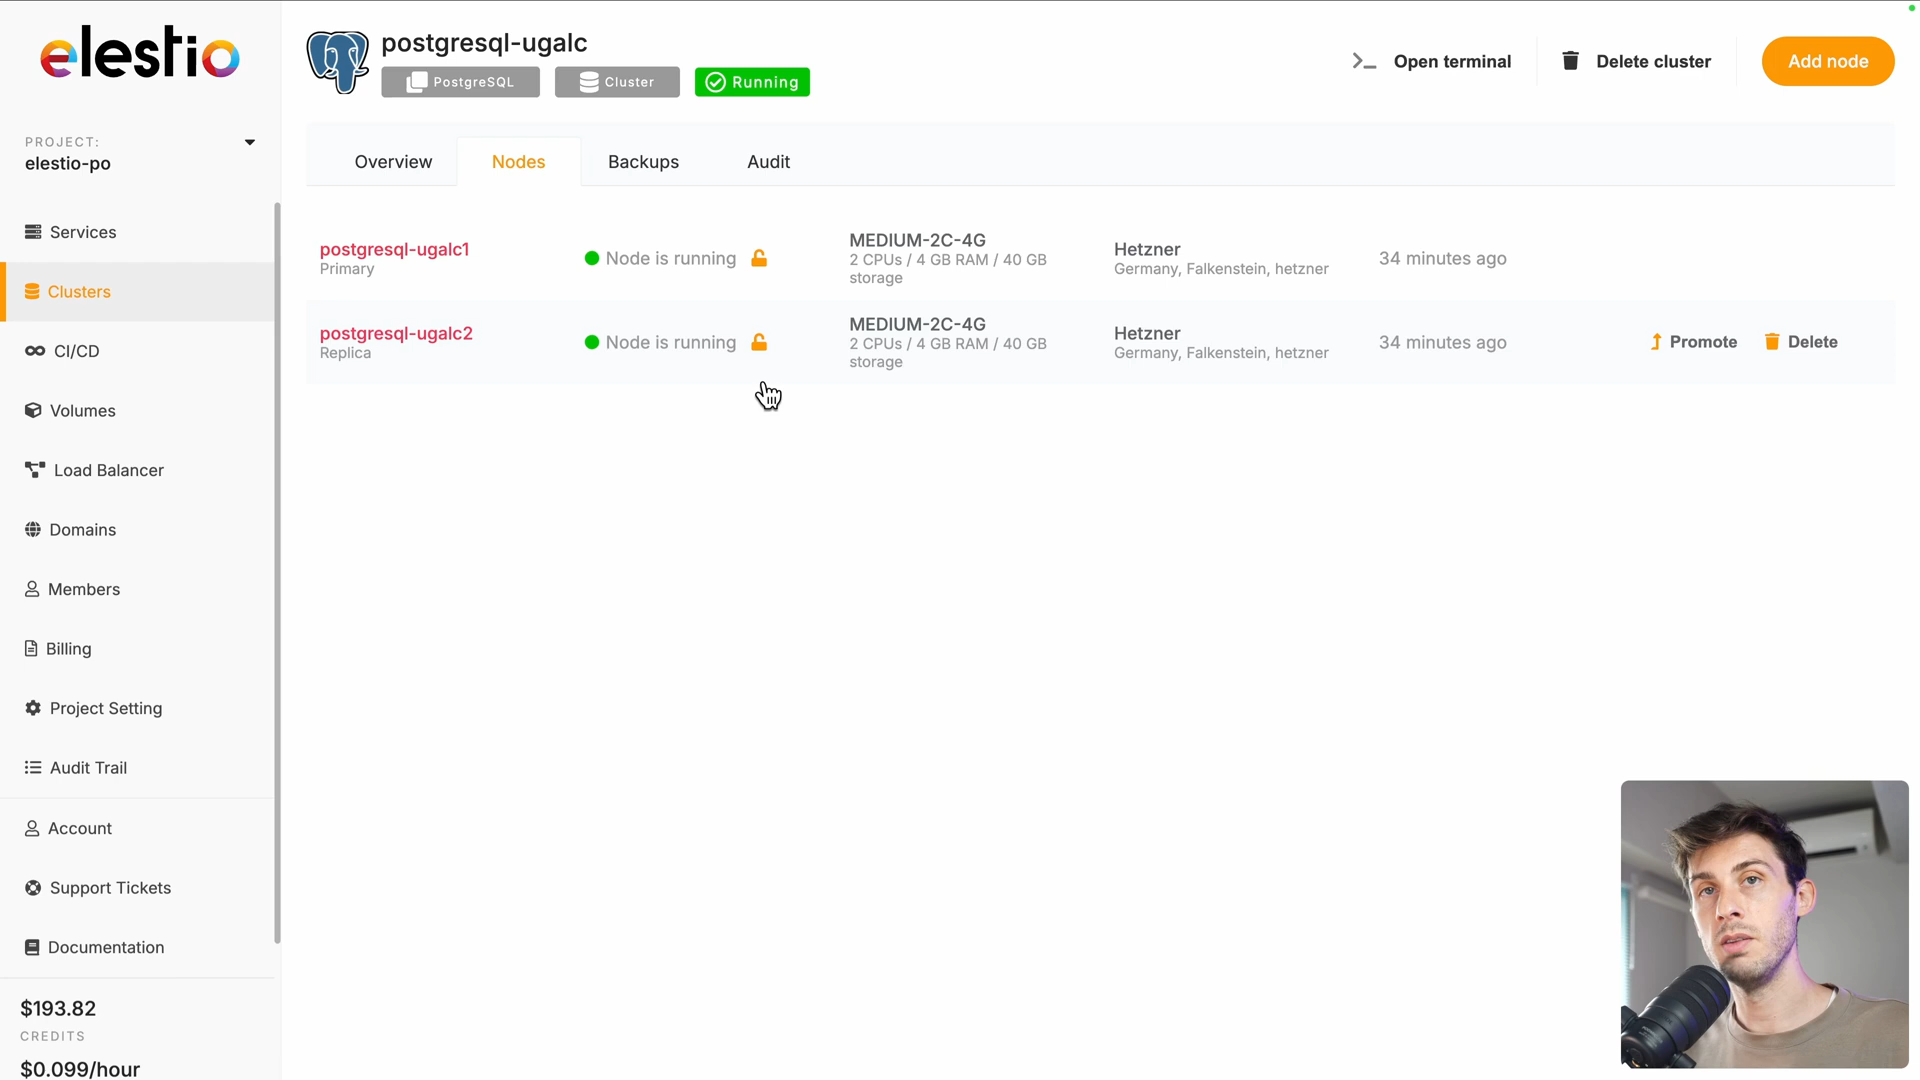 elestio
PROJECT:
elestio-po
Services
Clusters
CI/CD
Volumes
Load Balancer
Domains
Members
Billing
Project Setting
Audit Trail
Account
Support Tickets
Documentation
$193.82
CREDITS
$0.099/hour
postgresql-ugalc
PostgreSQL
Cluster
Running
Open terminal
Delete cluster
Add node
Overview
Nodes
Backups
Audit
postgresql-ugalc1
Primary
Node is running
MEDIUM-2C-4G
2 CPUs / 4 GB RAM / 40 GB
storage
Hetzner
Germany, Falkenstein, hetzner
34 minutes ago
postgresql-ugalc2
Replica
Node is running
MEDIUM-2C-4G
2 CPUs / 4 GB RAM / 40 GB
storage
Hetzner
Germany, Falkenstein, hetzner
34 minutes ago
Promote
Delete